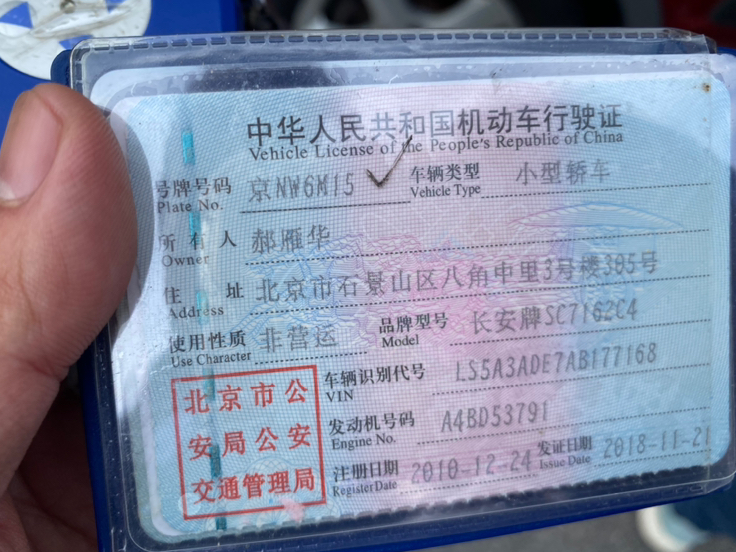 中华人民共和国机动车行驶证
Vehicle License of the People's Republic of China
号牌号码 京NW6M15 车辆类型 小型轿车
Plate No. Vehicle Type
所有人 郝雁华
Owner
住址 北京市石景山区八角中里3号楼305号
Address
使用性质 非营运 品牌型号 长安牌SC7162C4
Use Character Model
北京市公
安局公安
交通管理局
车辆识别代号 LS5A3ADE7AB177168
VIN
发动机号码 A4BD53791
Engine No.
注册日期 2010-12-24 发证日期 2018-11-21
Register Date Issue Date